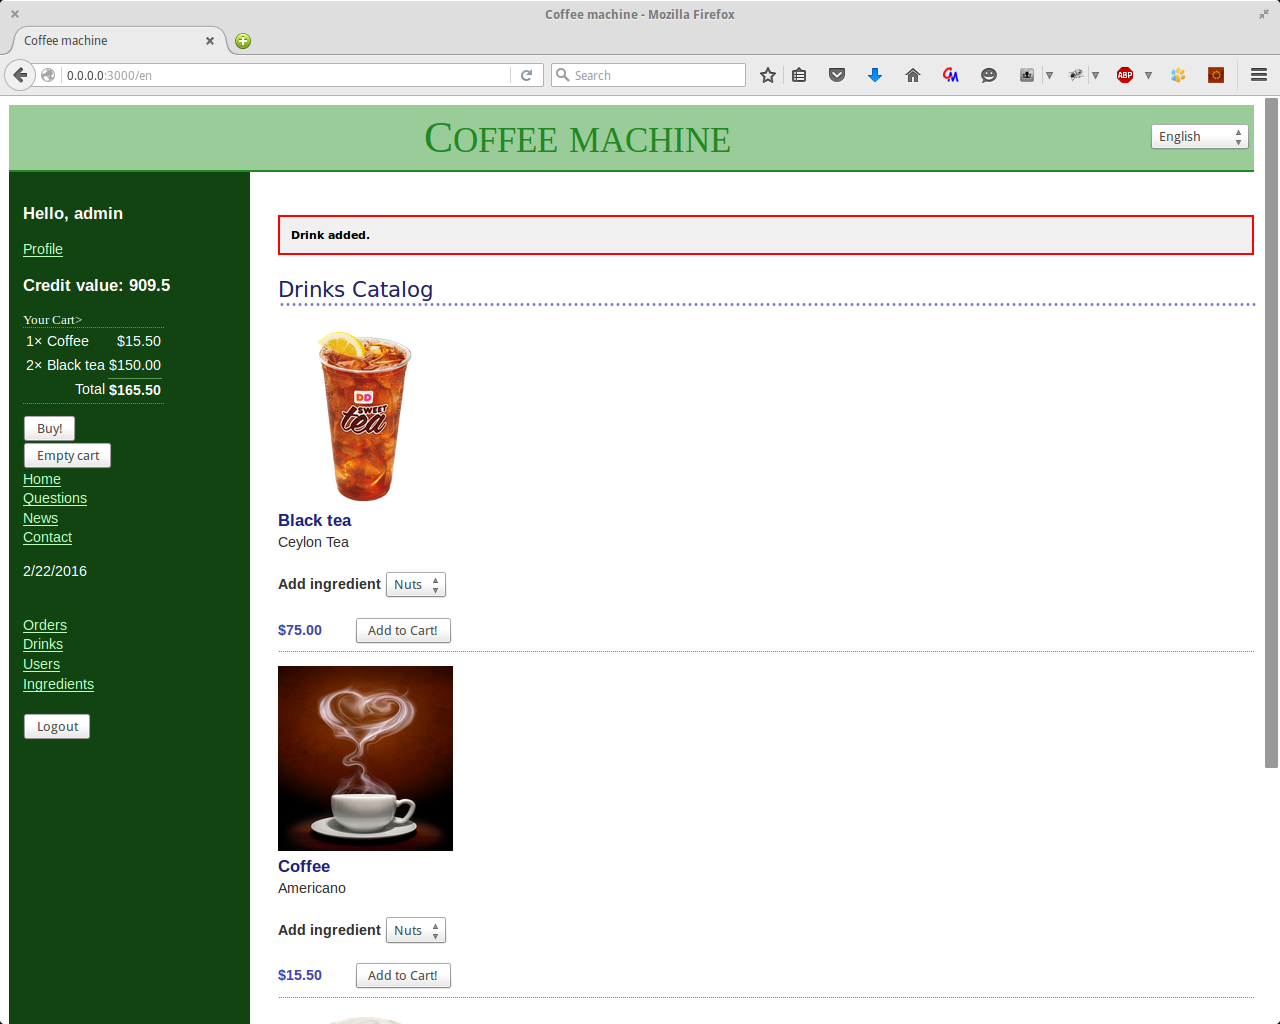 Coffee machine - Mozilla Firefox
Coffee machine
0.0.0.0:3000/en
Search
ABP
COFFEE MACHINE
English
Hello, admin
Profile
Credit value: 909.5
Your Cart>
1× Coffee $15.50
2× Black tea $150.00
Total $165.50
Buy!
Empty cart
Home
Questions
News
Contact
2/22/2016
Orders
Drinks
Users
Ingredients
Logout
Drink added.
Drinks Catalog
DD
SWEET
tea
Black tea
Ceylon Tea
Add ingredient Nuts
$75.00 Add to Cart!
Coffee
Americano
Add ingredient Nuts
$15.50 Add to Cart!